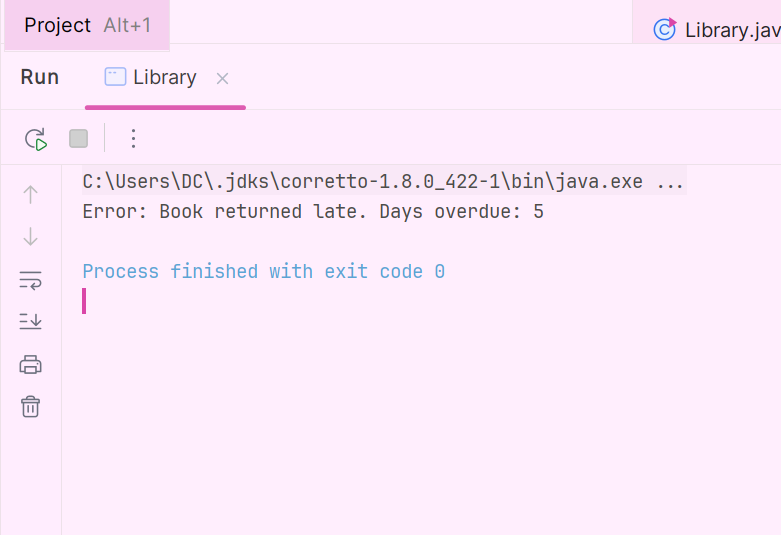 Project Alt+1
Library.jav
Run Library
C:\Users\DC\.jdks\corretto-1.8.0_422-1\bin\java.exe ...
Error: Book returned late. Days overdue: 5
Process finished with exit code 0